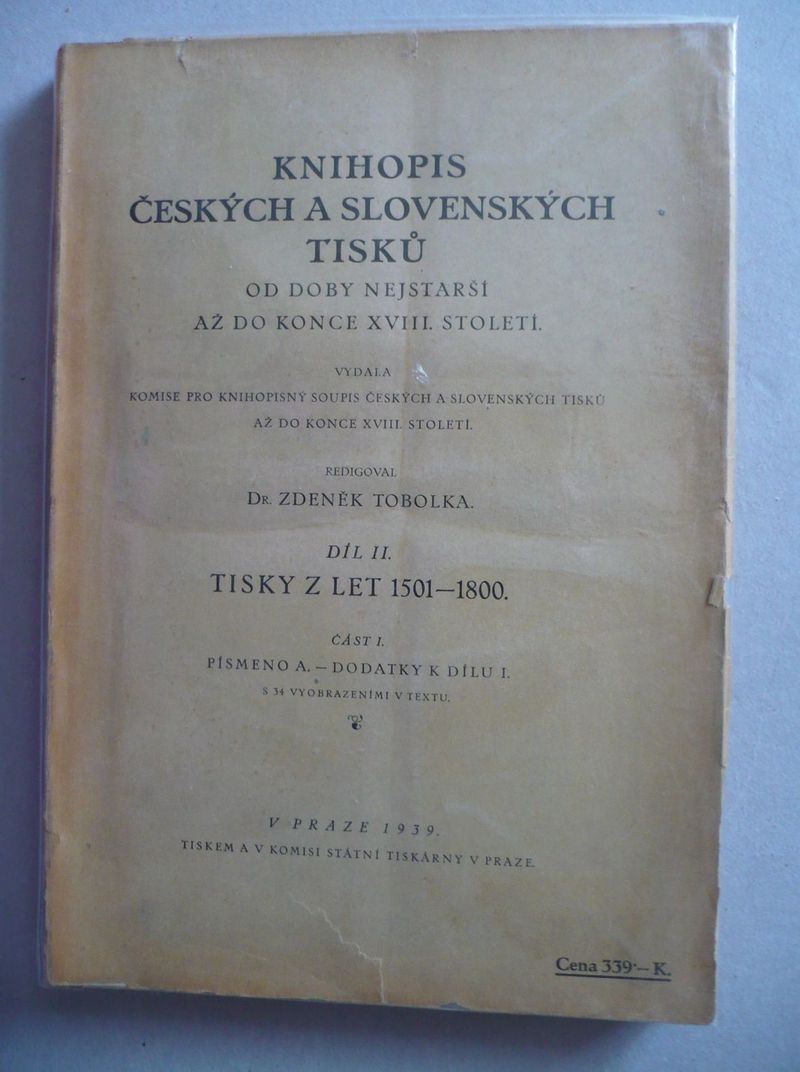 KNIHOPIS
ČESKÝCH A SLOVENSKÝCH
TISKŮ
OD DOBY NEJSTARŠÍ
AŽ DO KONCE XVIII. STOLETÍ.
VYDALA
KOMISE PRO KNIHOPISNÝ SOUPIS ČESKÝCH A SLOVENSKÝCH TISKŮ
AŽ DO KONCE XVIII. STOLETÍ.
REDIGOVAL
DR. ZDENĚK TOBOLKA.
DÍL II.
TISKY Z LET 1501—1800.
ČÁST I.
PÍSMENO A. — DODATKY K DÍLU I.
S 34 VYOBRAZENÍMI V TEXTU.
V PRAZE 1939.
TISKEM A V KOMISI STÁTNÍ TISKÁRNY V PRAZE.
Cena 339·— K.